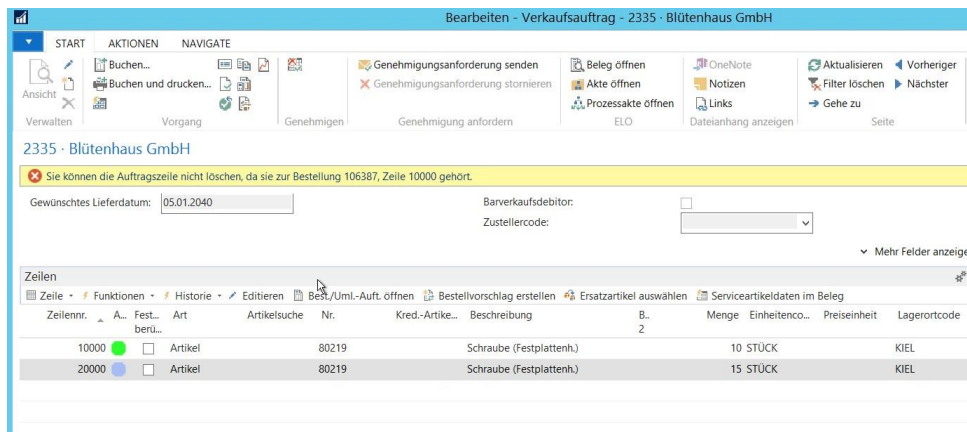 Bearbeiten - Verkaufsauftrag - 2335 · Blütenhaus GmbH
START AKTIONEN NAVIGATE
Ansicht
Verwalten
Buchen...
Buchen und drucken...
Vorgang
Genehmigen
Genehmigungsanforderung senden
Genehmigungsanforderung stornieren
Genehmigung anfordern
Beleg öffnen
Akte öffnen
Prozessakte öffnen
ELO
OneNote
Notizen
Links
Dateianhang anzeigen
Aktualisieren Vorheriger
Filter löschen Nächster
Gehe zu
Seite
2335 · Blütenhaus GmbH
Sie können die Auftragszeile nicht löschen, da sie zur Bestellung 106387, Zeile 10000 gehört.
Gewünschtes Lieferdatum: 05.01.2040 Barverkaufsdebitor:
Zustellercode:
Mehr Felder anzeige
Zeilen
Zeile Funktionen Historie Editieren Best./Uml.-Auft. öffnen Bestellvorschlag erstellen Ersatzartikel auswählen Serviceartikeldaten im Beleg
Zeilennr. A... Fest... Art Artikelsuche Nr. Kred.-Artike... Beschreibung B.. Menge Einheitenco... Preiseinheit Lagerortcode
berü... 2
10000 Artikel 80219 Schraube (Festplattenh.) 10 STÜCK KIEL
20000 Artikel 80219 Schraube (Festplattenh.) 15 STÜCK KIEL